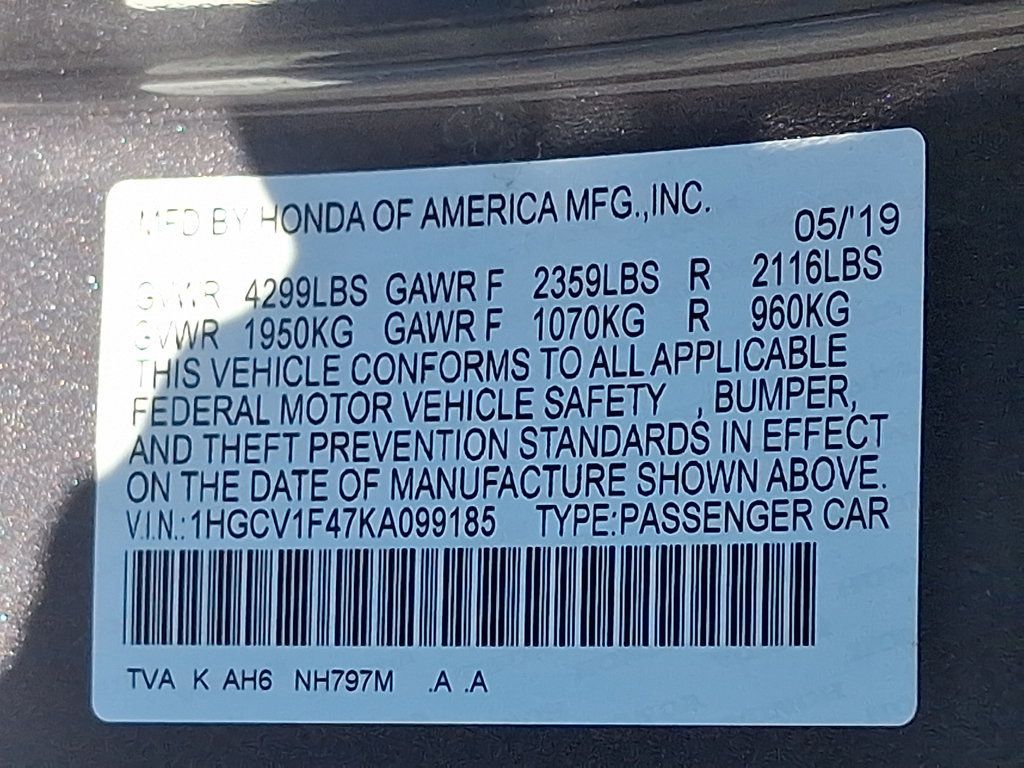 MFD BY HONDA OF AMERICA MFG.,INC.
05/'19
GVWR 4299LBS GAWR F 2359LBS R 2116LBS
GVWR 1950KG GAWR F 1070KG R 960KG
THIS VEHICLE CONFORMS TO ALL APPLICABLE
FEDERAL MOTOR VEHICLE SAFETY , BUMPER,
AND THEFT PREVENTION STANDARDS IN EFFECT
ON THE DATE OF MANUFACTURE SHOWN ABOVE.
V.I.N.:1HGCV1F47KA099185 TYPE:PASSENGER CAR
TVA K AH6 NH797M .A .A